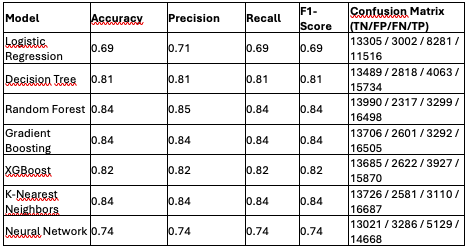 Model Accuracy Precision Recall F1-Score Confusion Matrix (TN/FP/FN/TP)
Logistic Regression 0.69 0.71 0.69 0.69 13305 / 3002 / 8281 / 11516
Decision Tree 0.81 0.81 0.81 0.81 13489 / 2818 / 4063 / 15734
Random Forest 0.84 0.85 0.84 0.84 13990 / 2317 / 3299 / 16498
Gradient Boosting 0.84 0.84 0.84 0.84 13706 / 2601 / 3292 / 16505
XGBoost 0.82 0.82 0.82 0.82 13685 / 2622 / 3927 / 15870
K-Nearest Neighbors 0.84 0.84 0.84 0.84 13726 / 2581 / 3110 / 16687
Neural Network 0.74 0.74 0.74 0.74 13021 / 3286 / 5129 / 14668